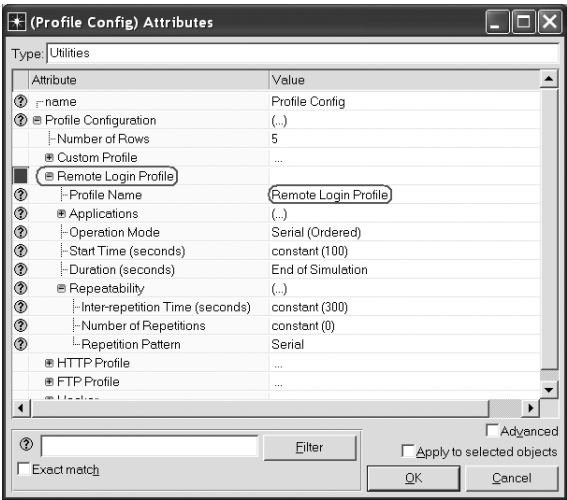 (Profile Config) Attributes
Type: Utilities
Attribute Value
name Profile Config
Profile Configuration (...)
Number of Rows 5
Custom Profile ...
Remote Login Profile
Profile Name Remote Login Profile
Applications (...)
Operation Mode Serial (Ordered)
Start Time (seconds) constant (100)
Duration (seconds) End of Simulation
Repeatability (...)
Inter-repetition Time (seconds) constant (300)
Number of Repetitions constant (0)
Repetition Pattern Serial
HTTP Profile ...
FTP Profile ...
Advanced
Filter
Apply to selected objects
Exact match
OK Cancel